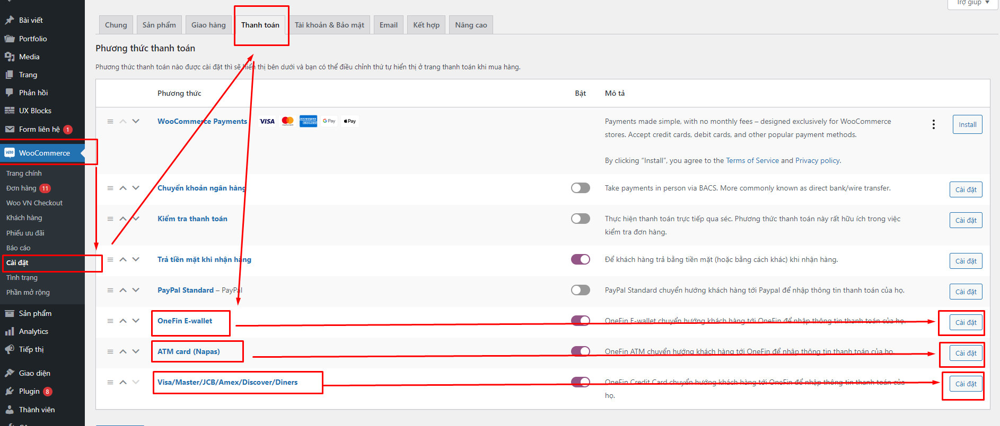 Trợ giúp
Bài viết
Portfolio
Media
Trang
Phản hồi
UX Blocks
Form liên hệ 1
WooCommerce
Trang chính
Đơn hàng 11
Woo VN Checkout
Khách hàng
Phiếu ưu đãi
Báo cáo
Cài đặt
Tình trạng
Phần mở rộng
Sản phẩm
Analytics
Tiếp thị
Giao diện
Plugin 8
Thành viên
Chung
Sản phẩm
Giao hàng
Thanh toán
Tài khoản & Bảo mật
Email
Kết hợp
Nâng cao
Phương thức thanh toán
Phương thức thanh toán nào được cài đặt thì sẽ hiển thị bên dưới và bạn có thể điều chỉnh thứ tự hiển thị ở trang thanh toán khi mua hàng.
Phương thức Bật Mô tả
WooCommerce Payments VISA mastercard AMERICAN EXPRESS G Pay Pay
Payments made simple, with no monthly fees – designed exclusively for WooCommerce
stores. Accept credit cards, debit cards, and other popular payment methods.
By clicking “Install”, you agree to the Terms of Service and Privacy policy.
Install
Chuyển khoản ngân hàng
Take payments in person via BACS. More commonly known as direct bank/wire transfer.
Cài đặt
Kiểm tra thanh toán
Thực hiện thanh toán trực tiếp qua séc. Phương thức thanh toán này rất hữu ích trong việc
kiểm tra đơn hàng.
Cài đặt
Trả tiền mặt khi nhận hàng
Để khách hàng trả bằng tiền mặt (hoặc bằng cách khác) khi nhận hàng.
Cài đặt
PayPal Standard – PayPal
PayPal Standard chuyển hướng khách hàng tới Paypal để nhập thông tin thanh toán của họ.
Cài đặt
OneFin E-wallet
OneFin E-wallet chuyển hướng khách hàng tới OneFin để nhập thông tin thanh toán của họ.
Cài đặt
ATM card (Napas)
OneFin ATM chuyển hướng khách hàng tới OneFin để nhập thông tin thanh toán của họ.
Cài đặt
Visa/Master/JCB/Amex/Discover/Diners
OneFin Credit Card chuyển hướng khách hàng tới OneFin để nhập thông tin thanh toán của
họ.
Cài đặt